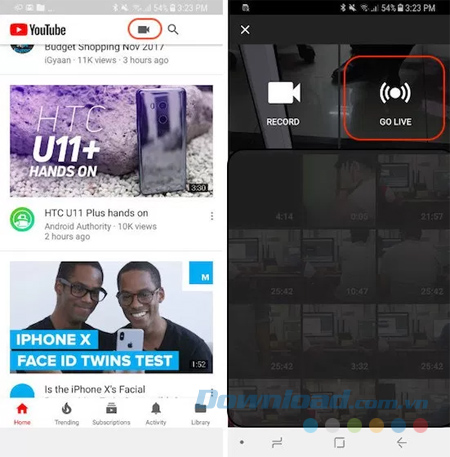 54% 3:23 PM
YouTube
Budget Shopping Nov 2017
iGyaan · 11K views · 3 hours ago
HTC
U11+
HANDS ON
3:30
HTC U11 Plus hands on
Android Authority · 10K views
2 hours ago
M
IPHONE X
FACE ID TWINS TEST
1:52
Is the iPhone X's Facial
Home
Trending
Subscriptions
Activity
Library
54% 3:23 PM
RECORD
GO LIVE
4:14
0:03
21:57
25:42
10:47
25:42
25:42
3:32
25:42
Download.com.vn